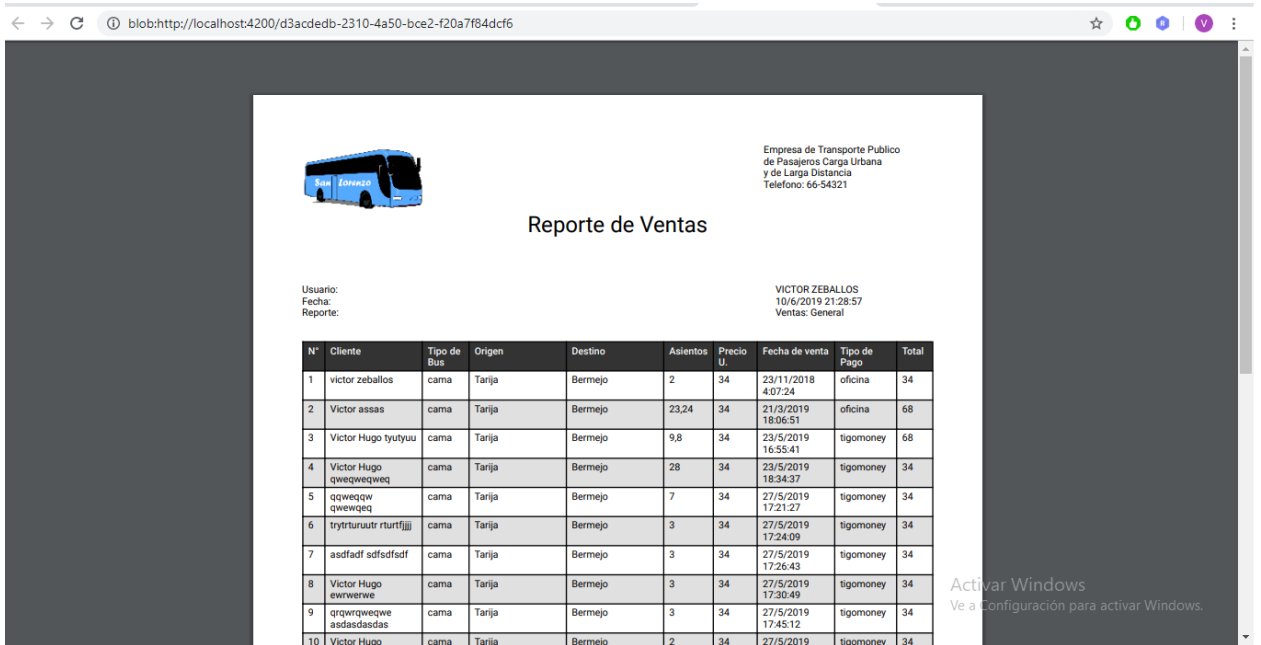 blob:http://localhost:4200/d3acdedb-2310-4a50-bce2-f20a7f84dcf6
V
San Lorenzo
Empresa de Transporte Publico
de Pasajeros Carga Urbana
y de Larga Distancia
Telefono: 66-54321
Reporte de Ventas
Usuario: VICTOR ZEBALLOS
Fecha: 10/6/2019 21:28:57
Reporte: Ventas: General
N° Cliente Tipo de Bus Origen Destino Asientos Precio U. Fecha de venta Tipo de Pago Total
1 victor zeballos cama Tarija Bermejo 2 34 23/11/2018 4:07:24 oficina 34
2 Victor assas cama Tarija Bermejo 23,24 34 21/3/2019 18:06:51 oficina 68
3 Victor Hugo tyutyuu cama Tarija Bermejo 9,8 34 23/5/2019 16:55:41 tigomoney 68
4 Victor Hugo qweqweqweq cama Tarija Bermejo 28 34 23/5/2019 18:34:37 tigomoney 34
5 qqweqqw qwewqeq cama Tarija Bermejo 7 34 27/5/2019 17:21:27 tigomoney 34
6 trytrturuutr rturtfjjjj cama Tarija Bermejo 3 34 27/5/2019 17:24:09 tigomoney 34
7 asdfadf sdfsdfsdf cama Tarija Bermejo 3 34 27/5/2019 17:26:43 tigomoney 34
8 Victor Hugo ewrwerwe cama Tarija Bermejo 3 34 27/5/2019 17:30:49 tigomoney 34
9 qrqwrqweqwe asdasdasdas cama Tarija Bermejo 3 34 27/5/2019 17:45:12 tigomoney 34
10 Victor Hugo cama Tarija Bermejo 2 34 27/5/2019 tigomoney 34
Activar Windows
Ve a Configuración para activar Windows.